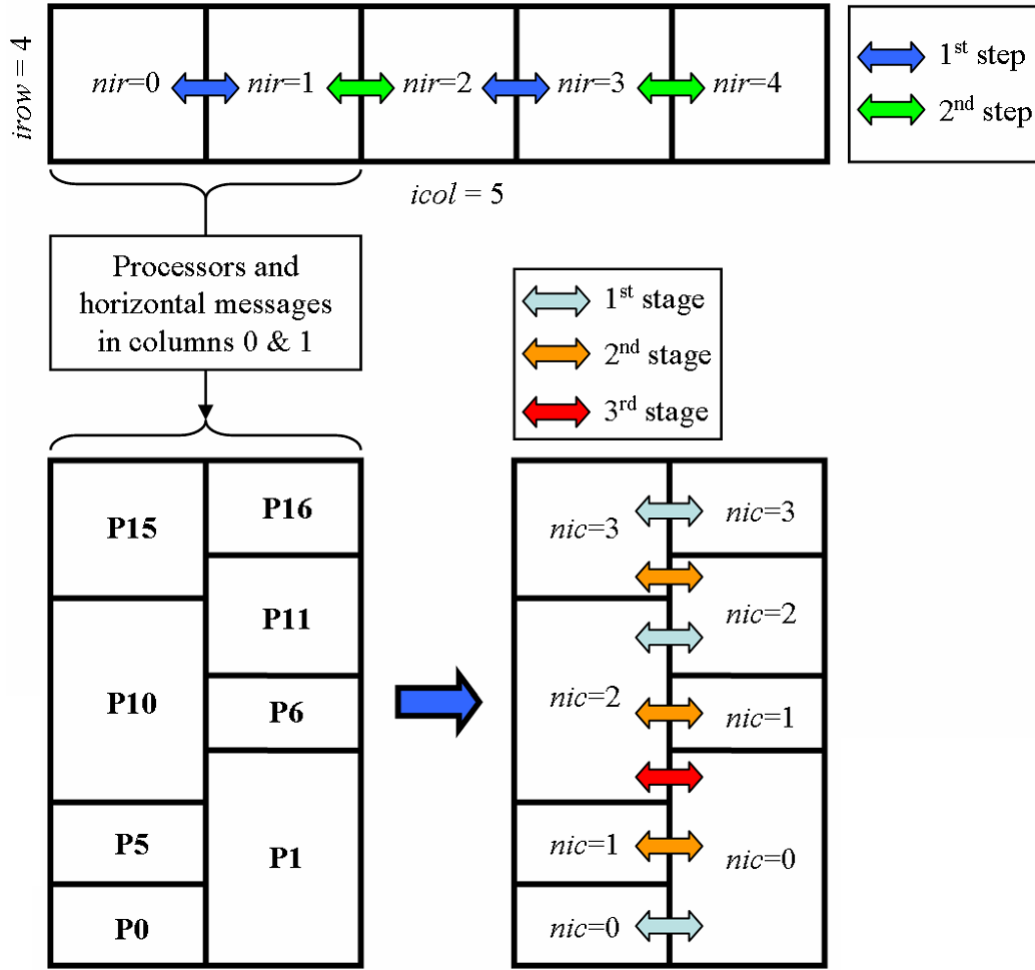 irow = 4
nir=0 nir=1 nir=2 nir=3 nir=4
1st step
2nd step
icol = 5
Processors and
horizontal messages
in columns 0 & 1
1st stage
2nd stage
3rd stage
P15
P10
P5
P0
P16
P11
P6
P1
nic=3
nic=2
nic=1
nic=0
nic=3
nic=2
nic=1
nic=0